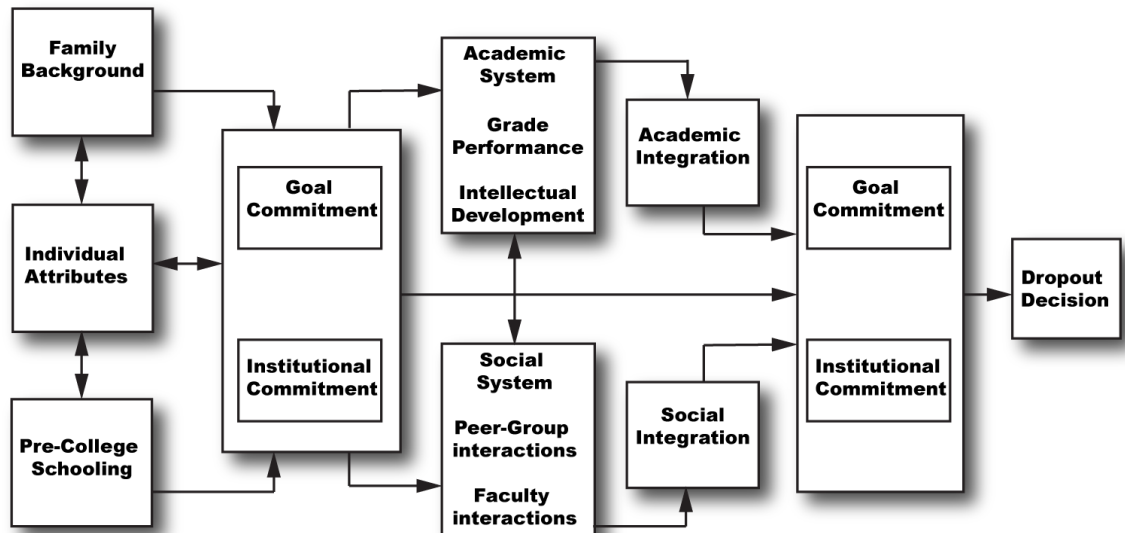 Family
Background
Individual
Attributes
Pre-College
Schooling
Goal
Commitment
Institutional
Commitment
Academic
System
Grade
Performance
Intellectual
Development
Social
System
Peer-Group
interactions
Faculty
interactions
Academic
Integration
Social
Integration
Goal
Commitment
Institutional
Commitment
Dropout
Decision